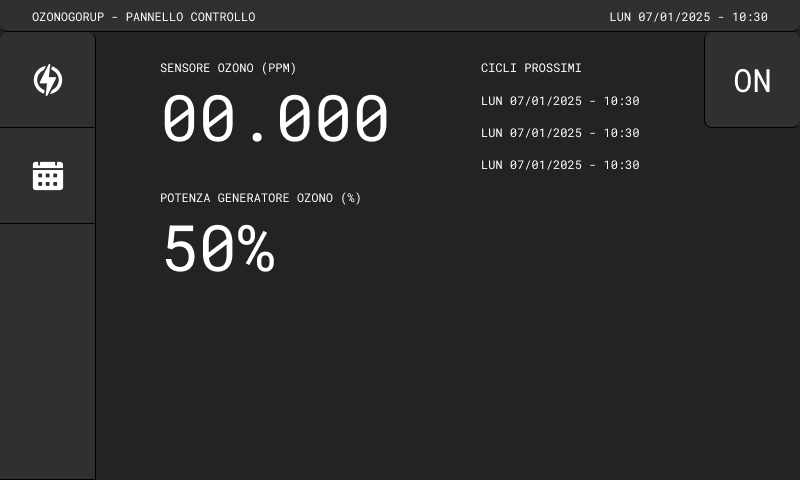 OZONOGORUP - PANNELLO CONTROLLO
LUN 07/01/2025 - 10:30
SENSORE OZONO (PPM)
00.000
POTENZA GENERATORE OZONO (%)
50%
CICLI PROSSIMI
LUN 07/01/2025 - 10:30
LUN 07/01/2025 - 10:30
LUN 07/01/2025 - 10:30
ON